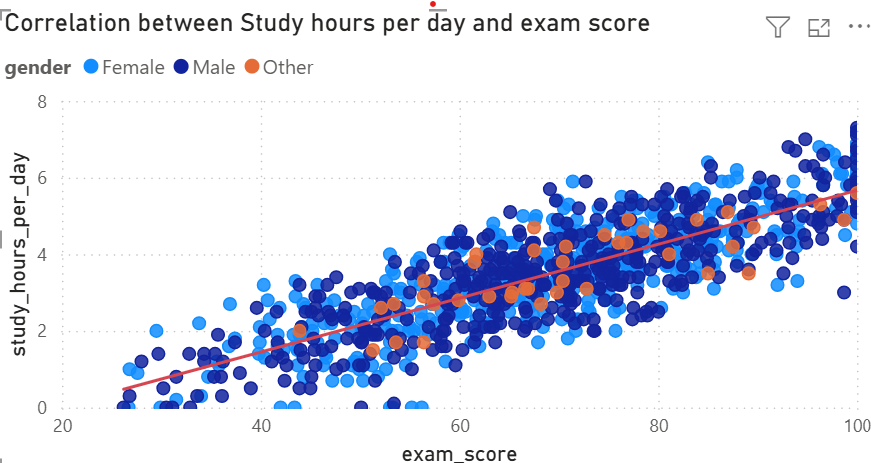 Correlation between Study hours per day and exam score
gender Female Male Other
8
6
4
2
0
study_hours_per_day
20 40 60 80 100
exam_score